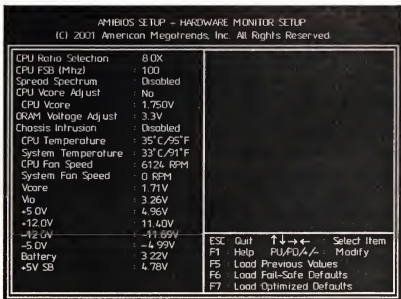 AMIBIOS SETUP - HARDWARE MONITOR SETUP
(C) 2001 American Megatrends, Inc. All Rights Reserved
CPU Ratio Selection : 8.0X
CPU FSB (Mhz) : 100
Spread Spectrum : Disabled
CPU Vcore Adjust : No
CPU Vcore : 1.750V
DRAM Voltage Adjust : 3.3V
Chassis Intrusion : Disabled
CPU Temperature : 35°C/95°F
System Temperature : 33°C/91°F
CPU Fan Speed : 6124 RPM
System Fan Speed : 0 RPM
Vcore : 1.71V
Vio : 3.26V
+5.0V : 4.96V
+12.0V : 11.40V
-12.0V : -11.69V
-5.0V : -4.99V
Battery : 3.22V
+5V SB : 4.78V
ESC : Quit ↑↓→← : Select Item
F1 : Help PU/PD/+/- : Modify
F5 : Load Previous Values
F6 : Load Fail-Safe Defaults
F7 : Load Optimized Defaults